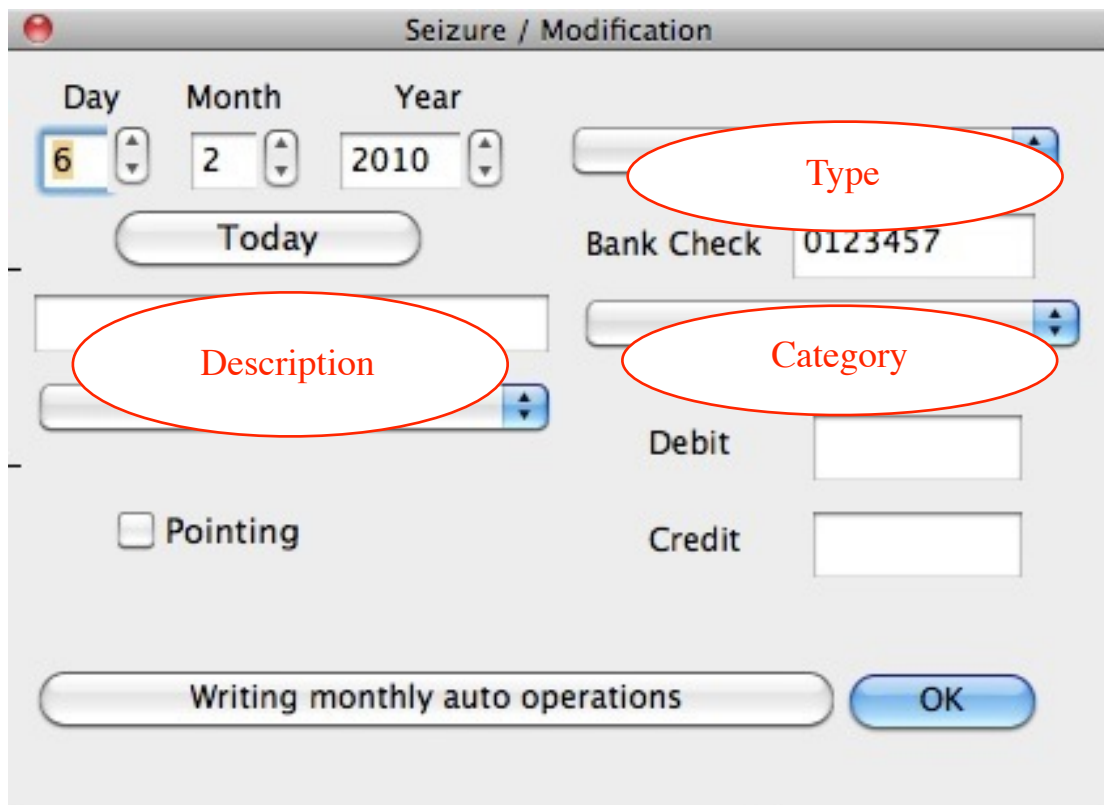 Seizure / Modification
Day Month Year
6 2 2010
Type
Today
Bank Check 0123457
Description
Category
Debit
Pointing
Credit
Writing monthly auto operations OK